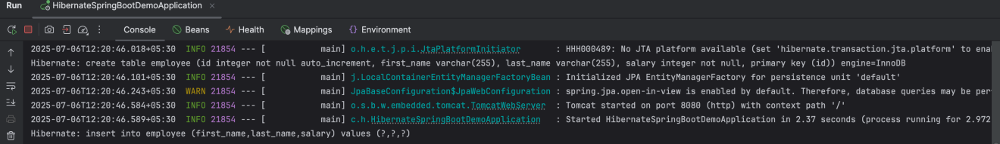 Run HibernateSpringBootDemoApplication ×
Console Beans Health Mappings Environment
2025-07-06T12:20:46.018+05:30 INFO 21854 --- [ main] o.h.e.t.j.p.i.JtaPlatformInitiator : HHH000489: No JTA platform available (set 'hibernate.transaction.jta.platform' to ena
Hibernate: create table employee (id integer not null auto_increment, first_name varchar(255), last_name varchar(255), salary integer not null, primary key (id)) engine=InnoDB
2025-07-06T12:20:46.101+05:30 INFO 21854 --- [ main] j.LocalContainerEntityManagerFactoryBean : Initialized JPA EntityManagerFactory for persistence unit 'default'
2025-07-06T12:20:46.243+05:30 WARN 21854 --- [ main] JpaBaseConfiguration$JpaWebConfiguration : spring.jpa.open-in-view is enabled by default. Therefore, database queries may be per
2025-07-06T12:20:46.584+05:30 INFO 21854 --- [ main] o.s.b.w.embedded.tomcat.TomcatWebServer : Tomcat started on port 8080 (http) with context path '/'
2025-07-06T12:20:46.589+05:30 INFO 21854 --- [ main] c.h.HibernateSpringBootDemoApplication : Started HibernateSpringBootDemoApplication in 2.37 seconds (process running for 2.972
Hibernate: insert into employee (first_name,last_name,salary) values (?,?,?)